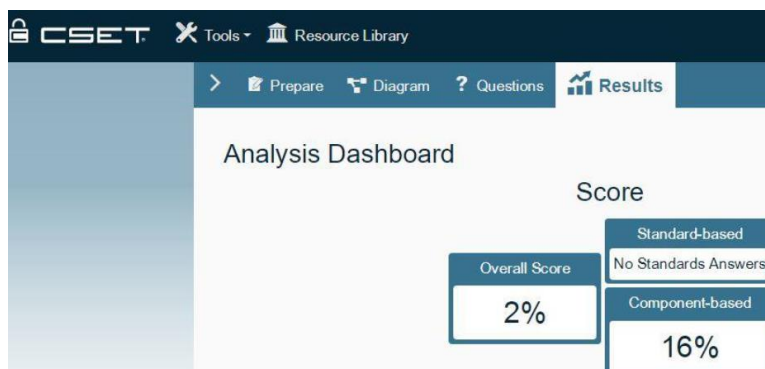 CSET Tools Resource Library
Prepare Diagram ? Questions Results
Analysis Dashboard
Score
Standard-based
No Standards Answers
Overall Score
2%
Component-based
16%